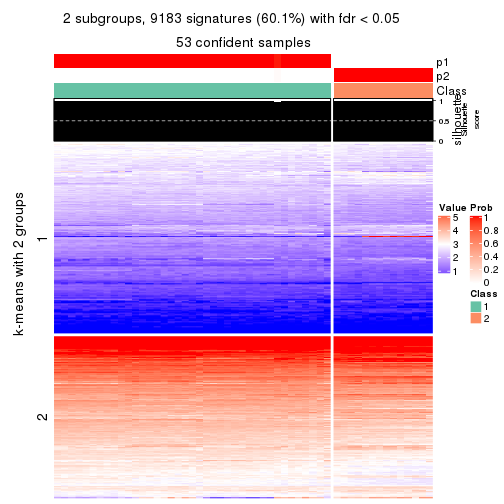 2 subgroups, 9183 signatures (60.1%) with fdr < 0.05
53 confident samples
p1
p2
Class
silhouette
Silhouette
score
1
0.5
0
k-means with 2 groups
1
2
Value
5
4
3
2
1
Prob
1
0.8
0.6
0.4
0.2
0
Class
1
2